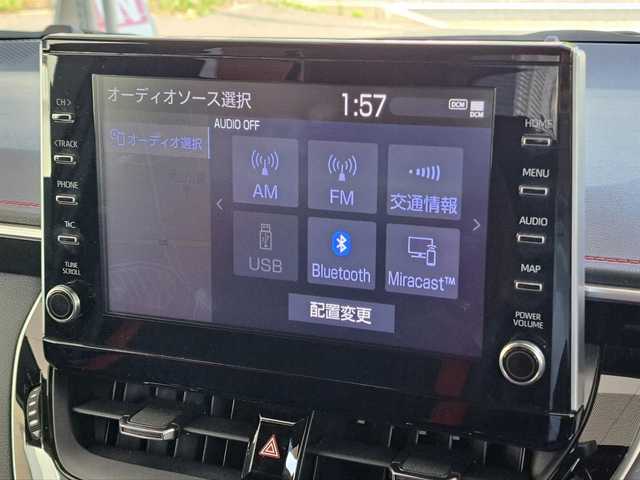 オーディオソース選択
1:57
DCM
DCM
AUDIO OFF
オーディオ選択
AM
FM
交通情報
USB
Bluetooth
Miracast™
配置変更
CH >
< TRACK
PHONE
TUNE
SCROLL
HOME
MENU
AUDIO
MAP
POWER
VOLUME